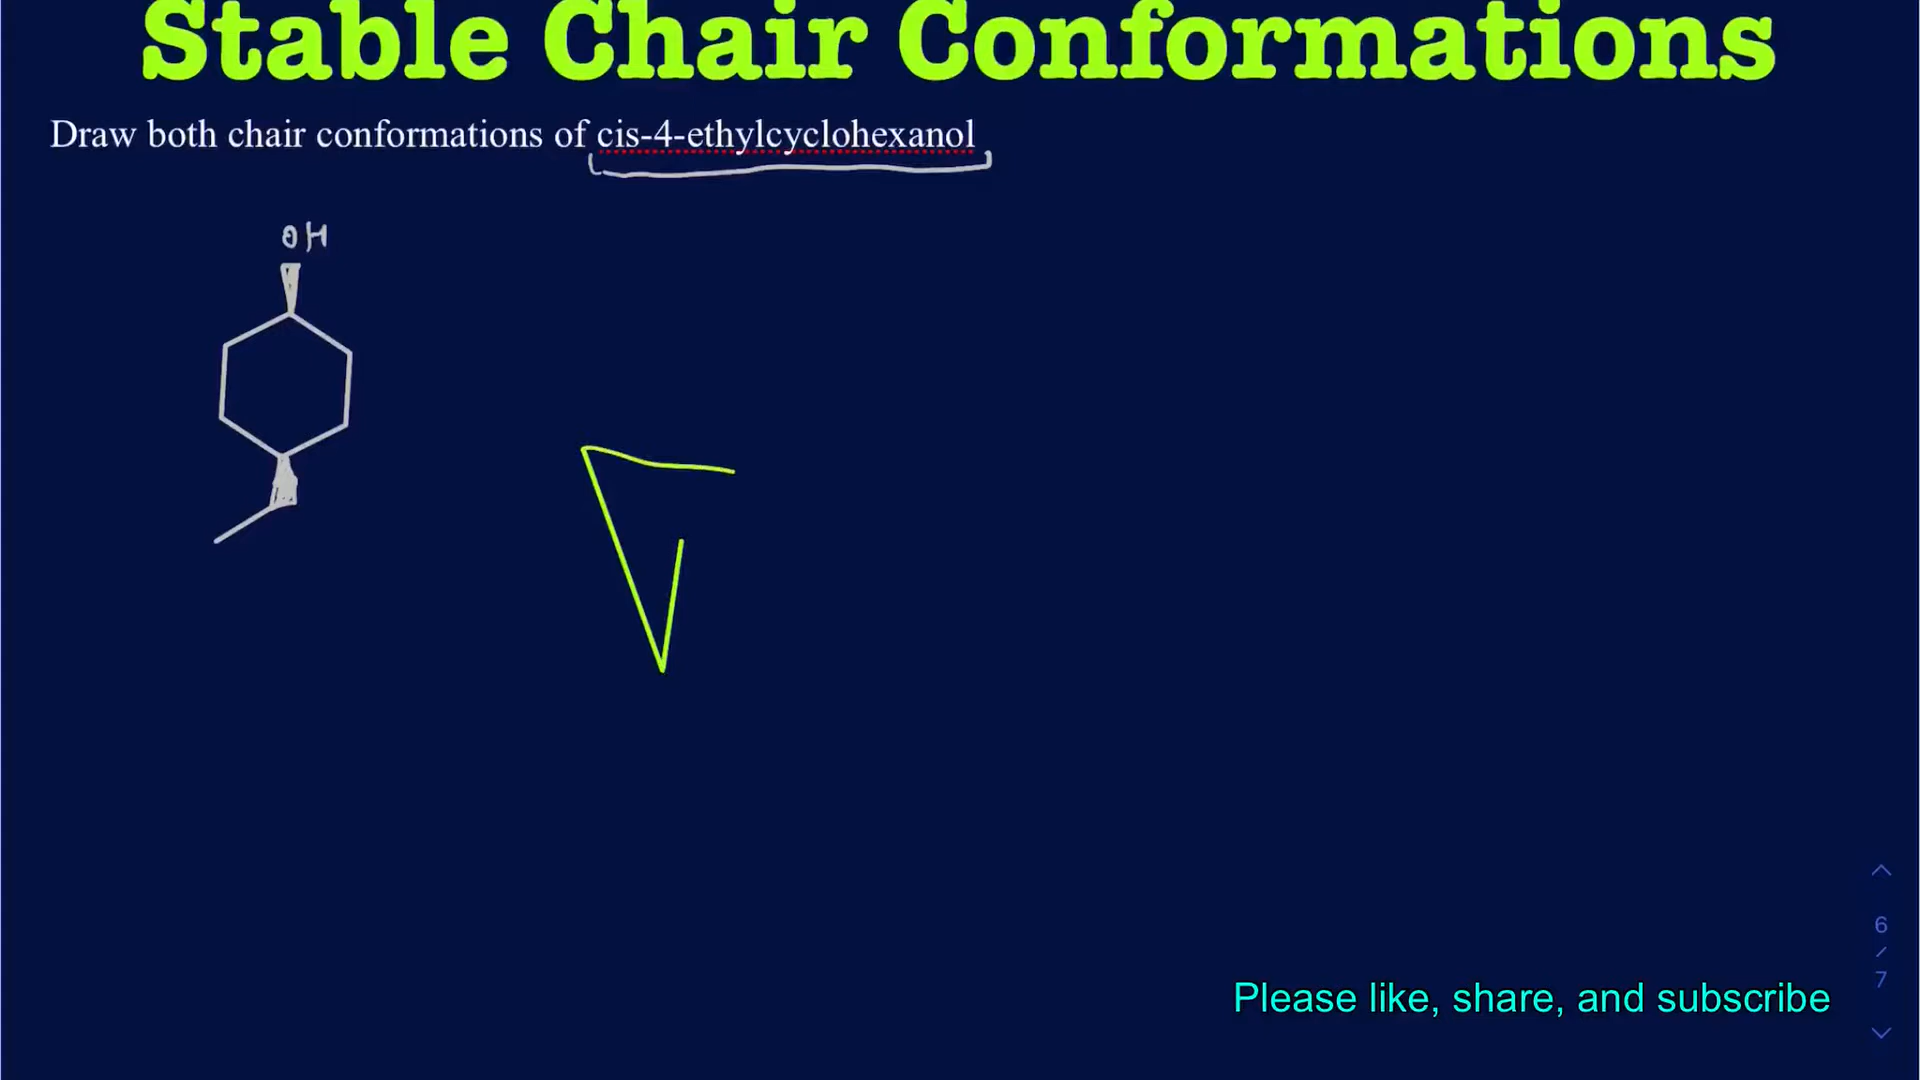 Stable Chair Conformations
Draw both chair conformations of cis-4-ethylcyclohexanol
OH
6
/
7
Please like, share, and subscribe